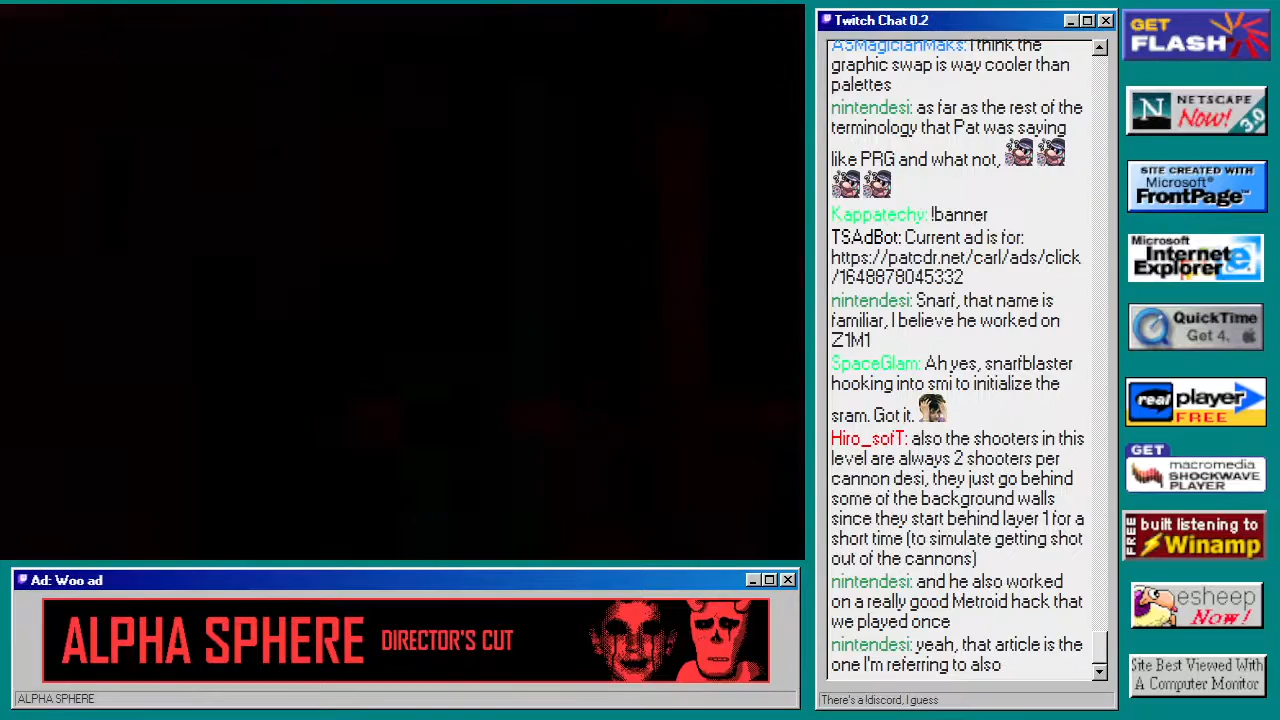 Twitch Chat 0.2
ASMagicianMaks: I think the
graphic swap is way cooler than
palettes
nintendesi: as far as the rest of the
terminology that Pat was saying
like PRG and what not,
Kappatechy: !banner
TSAdBot: Current ad is for:
https://patcdr.net/carl/ads/click
/1648878045332
nintendesi: Snarf, that name is
familiar, I believe he worked on
Z1M1
SpaceGlam: Ah yes, snarfblaster
hooking into smi to initialize the
sram. Got it.
Hiro_sofT: also the shooters in this
level are always 2 shooters per
cannon desi, they just go behind
some of the background walls
since they start behind layer 1 for a
short time (to simulate getting shot
out of the cannons)
nintendesi: and he also worked
on a really good Metroid hack that
we played once
nintendesi: yeah, that article is the
one I'm referring to also
There's a !discord, I guess
GET
FLASH
N
NETSCAPE
Now! 3.0
SITE CREATED WITH
Microsoft®
FrontPage™
Microsoft
Internet
Explorer
QuickTime
Get 4.
real player
FREE
GET
macromedia
SHOCKWAVE
PLAYER
FREE
built listening to
Winamp
esheep
Now!
Site Best Viewed With
A Computer Monitor
Ad: Woo ad
ALPHA SPHERE DIRECTOR'S CUT
ALPHA SPHERE